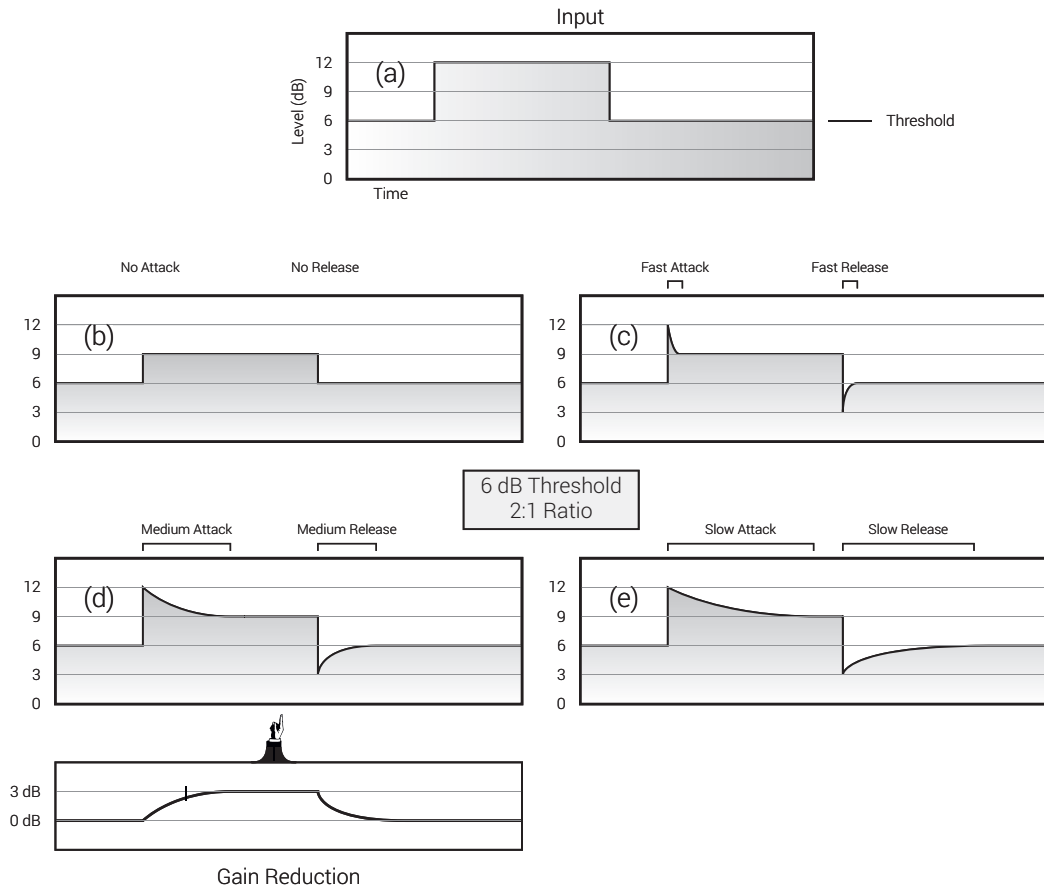 Input
12
(a)
9
Level (dB)
6
Threshold
3
0
Time
No Attack
No Release
12
(b)
9
6
3
0
Fast Attack
Fast Release
12
(c)
9
6
3
0
6 dB Threshold
2:1 Ratio
Medium Attack
Medium Release
12
(d)
9
6
3
0
Slow Attack
Slow Release
12
(e)
9
6
3
0
3 dB
0 dB
Gain Reduction